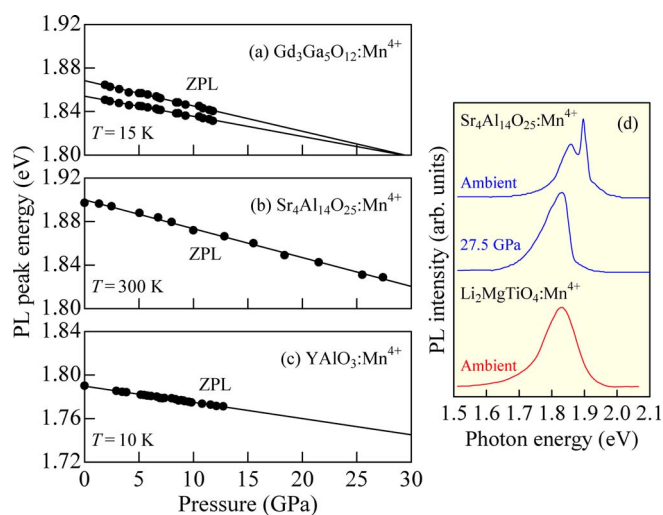 PL peak energy (eV)
1.92
1.88
1.84
1.80
(a) Gd₃Ga₅O₁₂:Mn⁴⁺
ZPL
T = 15 K
1.92
1.88
1.84
1.80
(b) Sr₄Al₁₄O₂₅:Mn⁴⁺
ZPL
T = 300 K
1.84
1.80
1.76
1.72
(c) YAlO₃:Mn⁴⁺
ZPL
T = 10 K
0 5 10 15 20 25 30
Pressure (GPa)
PL intensity (arb. units)
(d)
Sr₄Al₁₄O₂₅:Mn⁴⁺
Ambient
27.5 GPa
Li₂MgTiO₄:Mn⁴⁺
Ambient
1.5 1.6 1.7 1.8 1.9 2.0 2.1
Photon energy (eV)